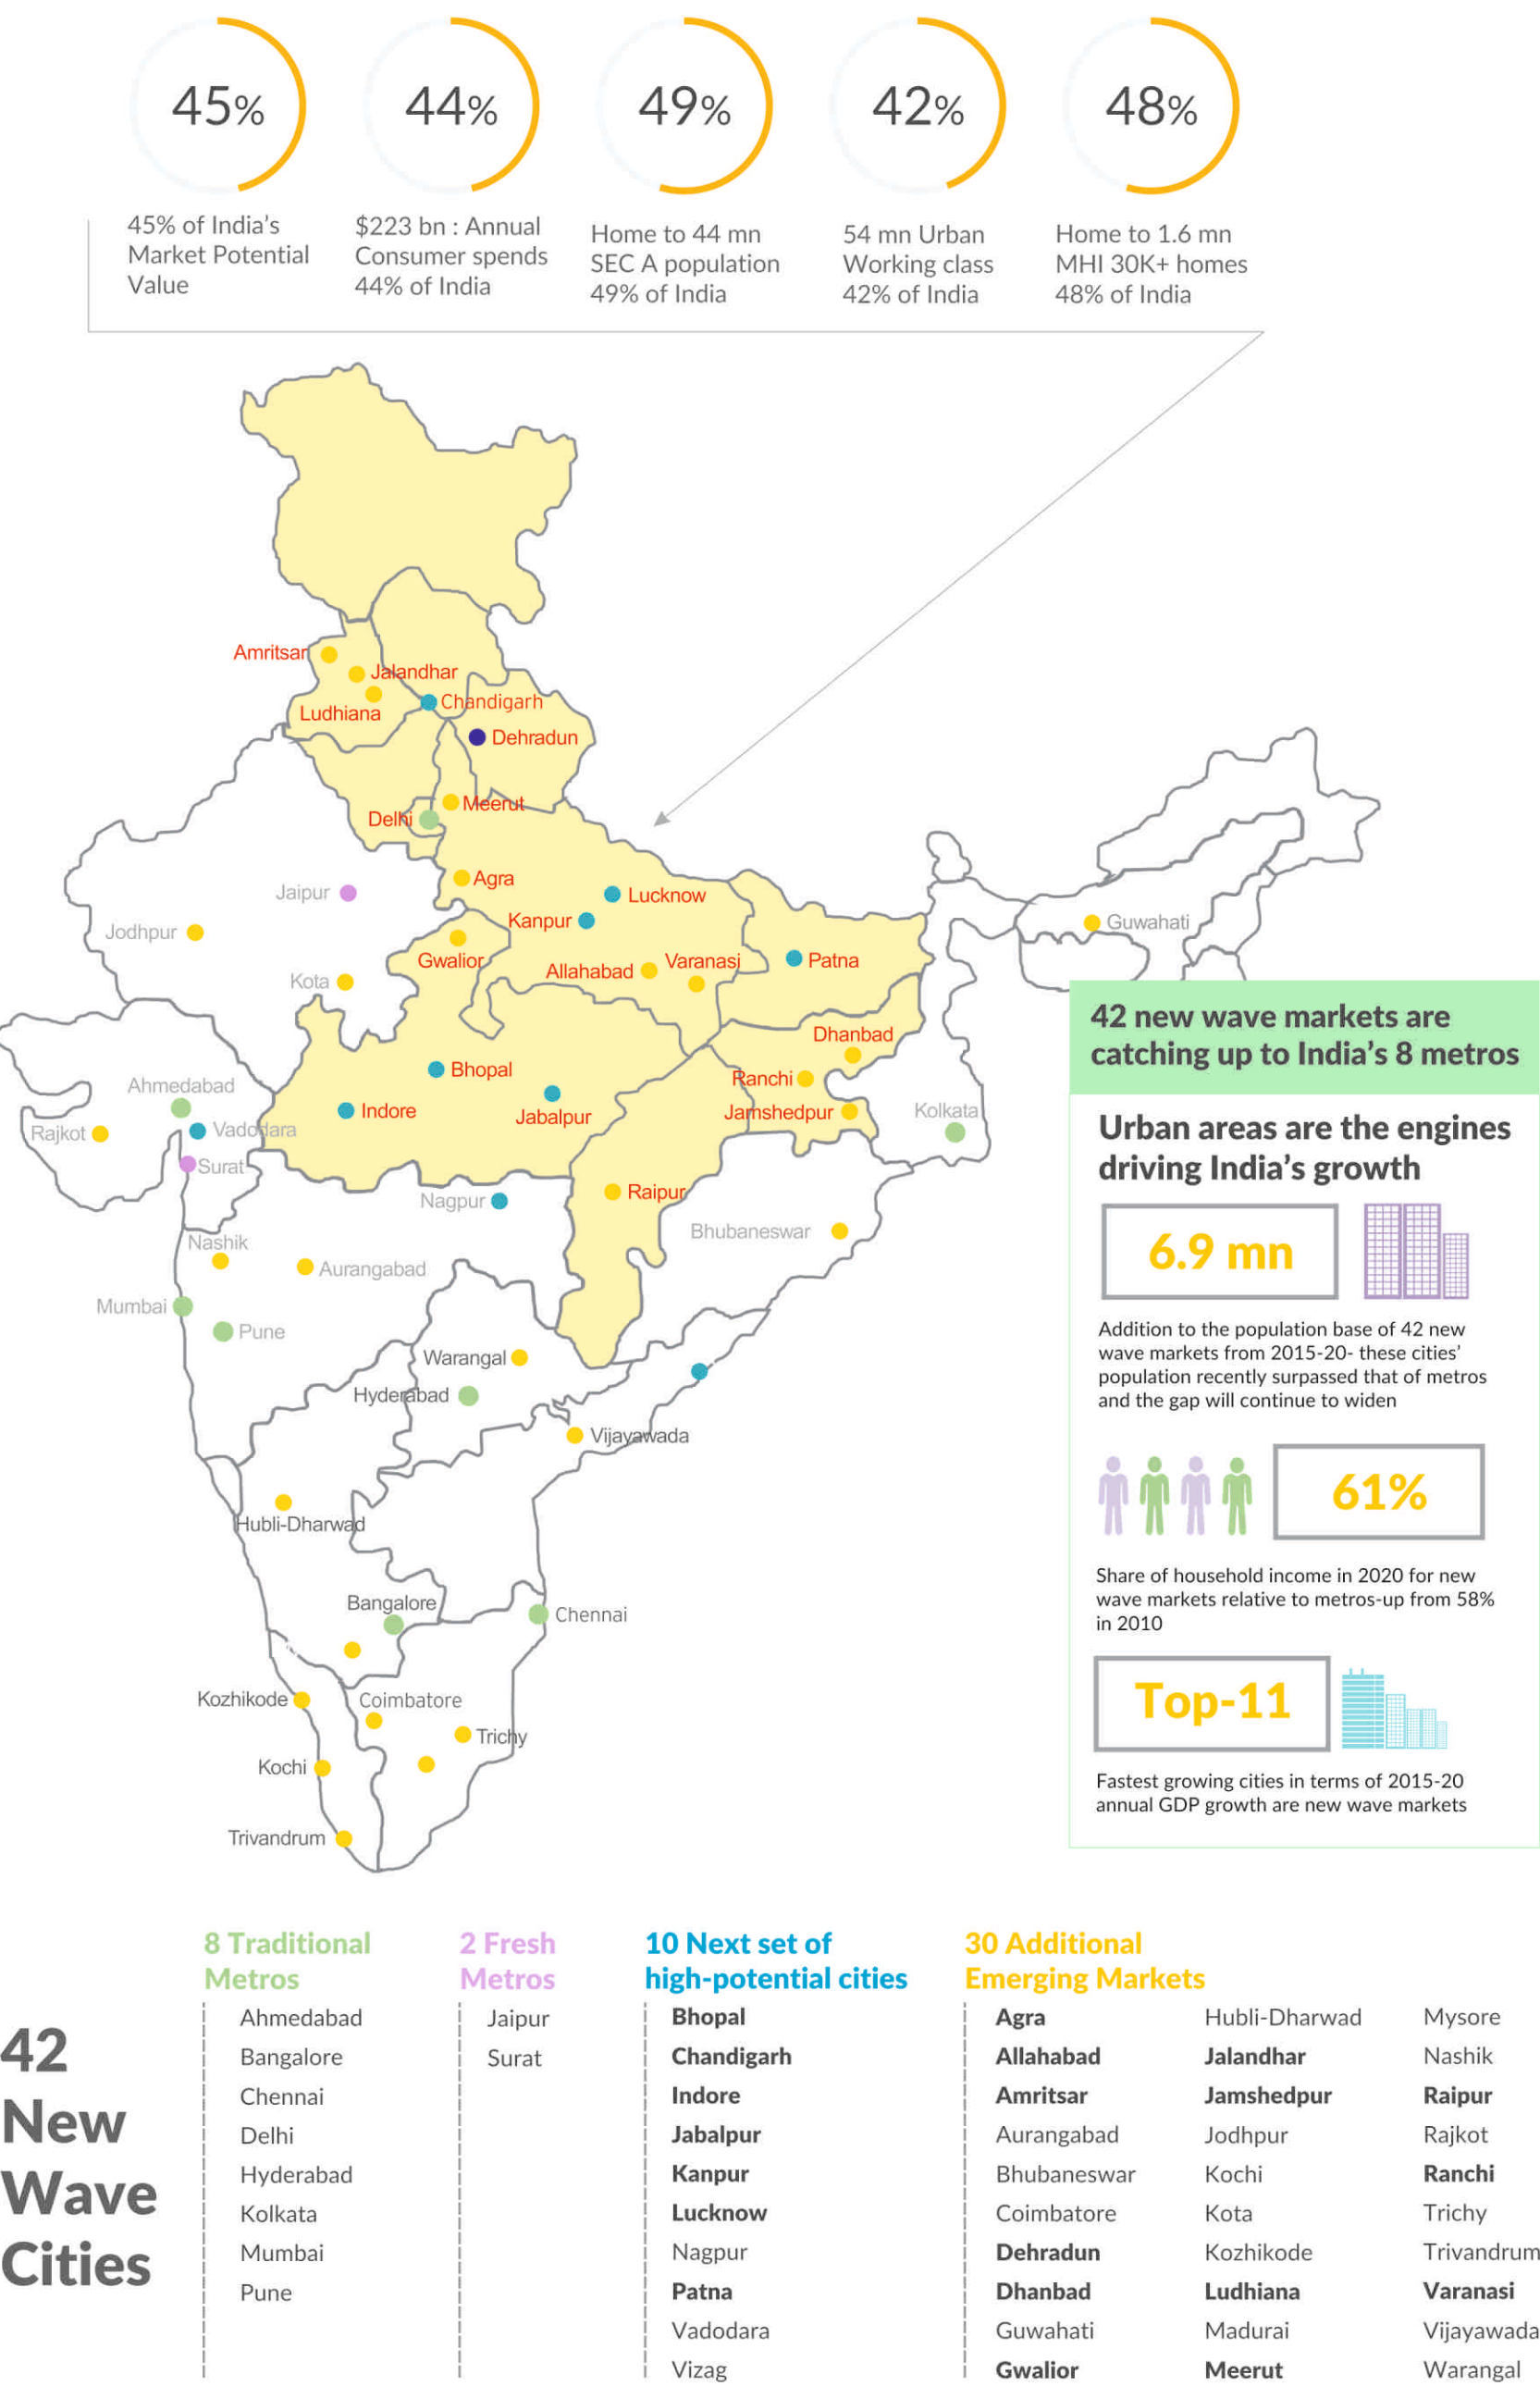 45%
44%
49%
42%
48%
45% of India's
Market Potential
Value
$223 bn : Annual
Consumer spends
44% of India
Home to 44 mn
SEC A population
49% of India
54 mn Urban
Working class
42% of India
Home to 1.6 mn
MHI 30K+ homes
48% of India
Amritsar
Jalandhar
Ludhiana
Chandigarh
Dehradun
Meerut
Delhi
Agra
Jaipur
Lucknow
Kanpur
Jodhpur
Guwahati
Gwalior
Allahabad
Varanasi
Patna
Kota
Dhanbad
Bhopal
Ranchi
Ahmedabad
Indore
Jabalpur
Jamshedpur
Kolkata
Rajkot
Vadodara
Surat
Nagpur
Raipur
Bhubaneswar
Nashik
Aurangabad
Mumbai
Pune
Warangal
Hyderabad
Vijayawada
Hubli-Dharwad
Bangalore
Chennai
Kozhikode
Coimbatore
Trichy
Kochi
Trivandrum
42 new wave markets are
catching up to India's 8 metros
Urban areas are the engines
driving India's growth
6.9 mn
Addition to the population base of 42 new
wave markets from 2015-20- these cities'
population recently surpassed that of metros
and the gap will continue to widen
61%
Share of household income in 2020 for new
wave markets relative to metros-up from 58%
in 2010
Top-11
Fastest growing cities in terms of 2015-20
annual GDP growth are new wave markets
42
New
Wave
Cities
8 Traditional
Metros
Ahmedabad
Bangalore
Chennai
Delhi
Hyderabad
Kolkata
Mumbai
Pune
2 Fresh
Metros
Jaipur
Surat
10 Next set of
high-potential cities
Bhopal
Chandigarh
Indore
Jabalpur
Kanpur
Lucknow
Nagpur
Patna
Vadodara
Vizag
30 Additional
Emerging Markets
Agra
Allahabad
Amritsar
Aurangabad
Bhubaneswar
Coimbatore
Dehradun
Dhanbad
Guwahati
Gwalior
Hubli-Dharwad
Jalandhar
Jamshedpur
Jodhpur
Kochi
Kota
Kozhikode
Ludhiana
Madurai
Meerut
Mysore
Nashik
Raipur
Rajkot
Ranchi
Trichy
Trivandrum
Varanasi
Vijayawada
Warangal